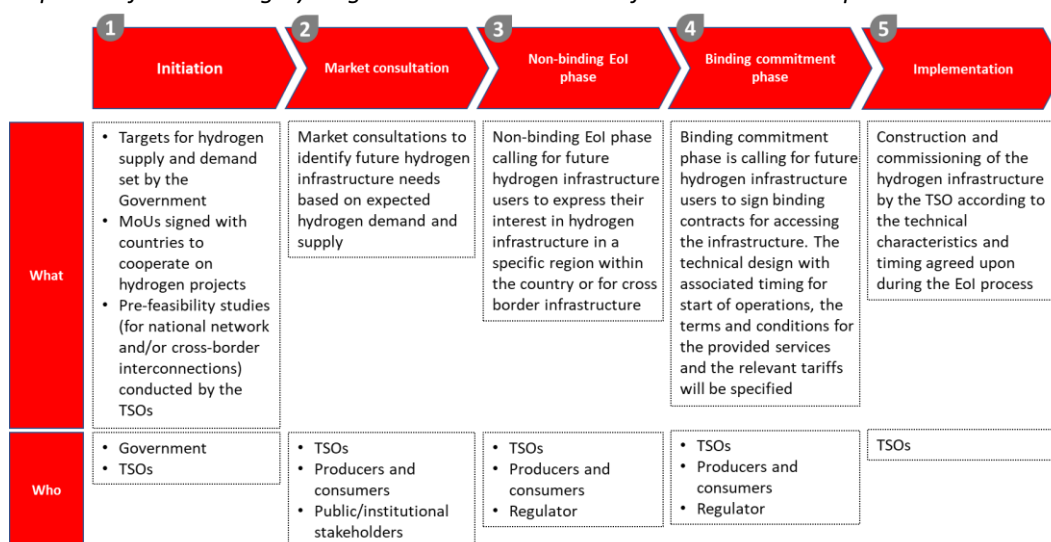 1
Initiation
2
Market consultation
3
Non-binding EoI
phase
4
Binding commitment
phase
5
Implementation
What
• Targets for hydrogen
supply and demand
set by the
Government
• MoUs signed with
countries to
cooperate on
hydrogen projects
• Pre-feasibility studies
(for national network
and/or cross-border
interconnections)
conducted by the
TSOs
Market consultations to
identify future hydrogen
infrastructure needs
based on expected
hydrogen demand and
supply
Non-binding EoI phase
calling for future
hydrogen infrastructure
users to express their
interest in hydrogen
infrastructure in a
specific region within
the country or for cross
border infrastructure
Binding commitment
phase is calling for future
hydrogen infrastructure
users to sign binding
contracts for accessing
the infrastructure. The
technical design with
associated timing for
start of operations, the
terms and conditions for
the provided services
and the relevant tariffs
will be specified
Construction and
commissioning of the
hydrogen infrastructure
by the TSO according to
the technical
characteristics and
timing agreed upon
during the EoI process
Who
• Government
• TSOs
• TSOs
• Producers and
consumers
• Public/institutional
stakeholders
• TSOs
• Producers and
consumers
• Regulator
• TSOs
• Producers and
consumers
• Regulator
TSOs